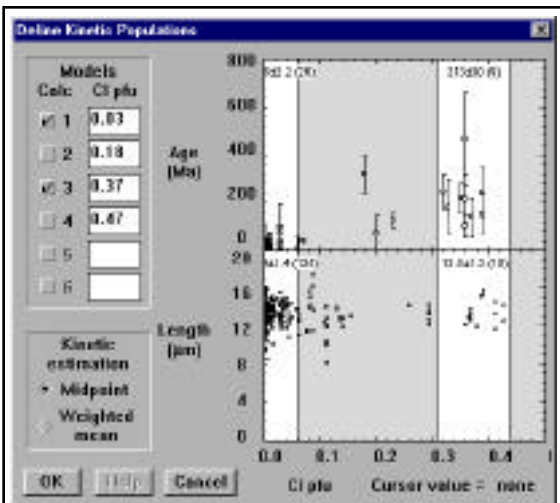 Define Kinetic Populations
Models
Calc Cl pfu
1 0.03
2 0.18
3 0.37
4 0.47
5
6
Kinetic
estimation
Midpoint
Weighted
mean
OK Help Cancel
Age
(Ma)
800
600
400
200
0
Length
(µm)
20
16
12
8
4
0
0.0 0.1 0.2 0.3 0.4
Cl pfu Cursor value = none